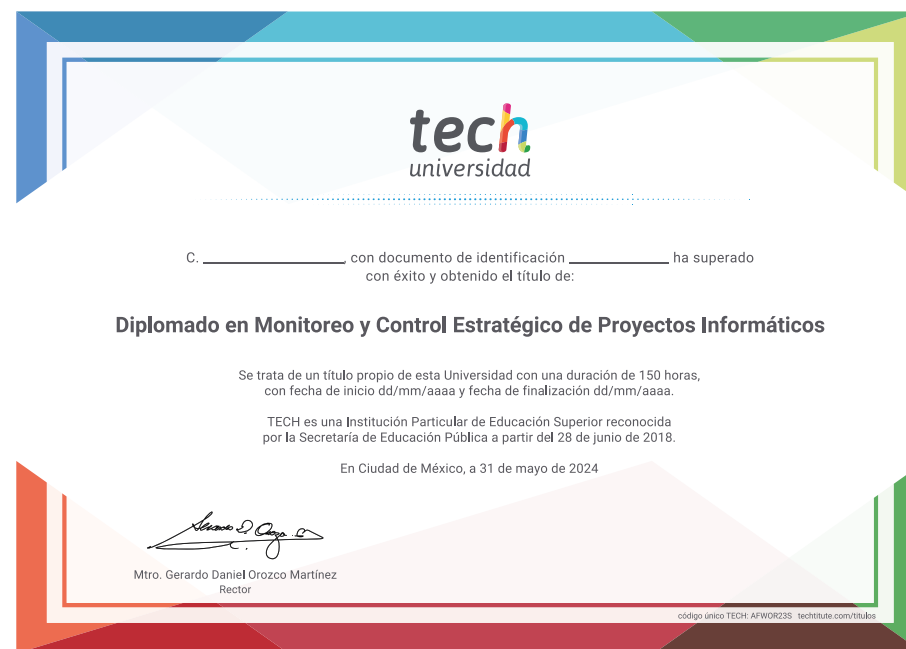 tech
universidad
C. ____________, con documento de identificación ____________ ha superado
con éxito y obtenido el título de:
Diplomado en Monitoreo y Control Estratégico de Proyectos Informáticos
Se trata de un título propio de esta Universidad con una duración de 150 horas,
con fecha de inicio dd/mm/aaaa y fecha de finalización dd/mm/aaaa.
TECH es una Institución Particular de Educación Superior reconocida
por la Secretaría de Educación Pública a partir del 28 de junio de 2018.
En Ciudad de México, a 31 de mayo de 2024
Mtro. Gerardo Daniel Orozco Martínez
Rector
código único TECH: AFWOR23S techtitute.com/titulos